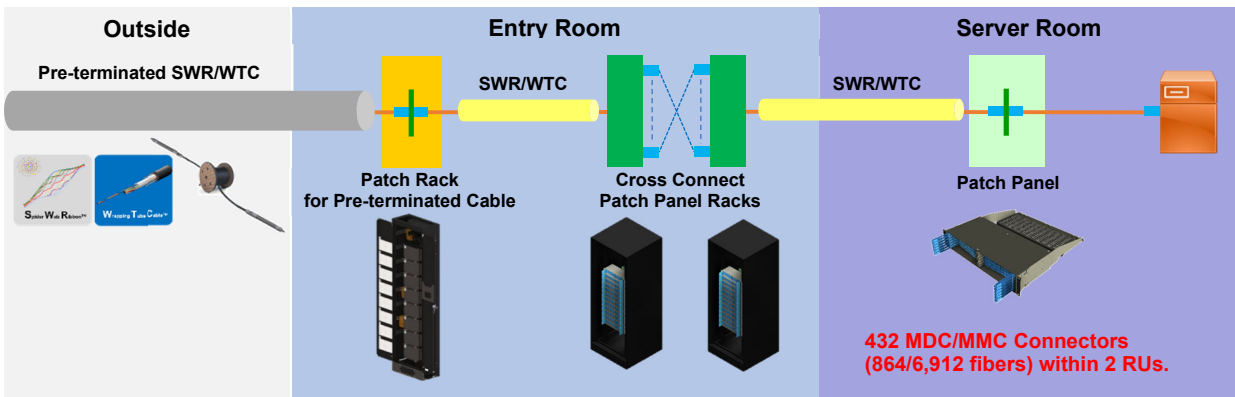 Outside
Entry Room
Server Room
Pre-terminated SWR/WTC
SWR/WTC
SWR/WTC
Patch Rack
for Pre-terminated Cable
Cross Connect
Patch Panel Racks
Patch Panel
Spider Web Ribbon™
Wrapping Tube Cable™
432 MDC/MMC Connectors
(864/6,912 fibers) within 2 RUs.